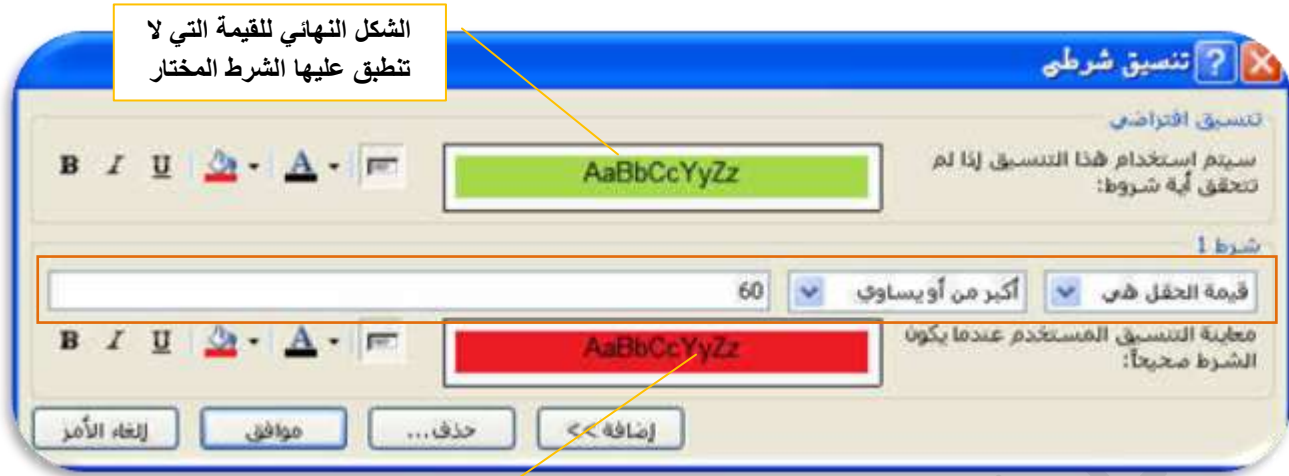 الشكل النهائي للقيمة التي لا
تنطبق عليها الشرط المختار
تنسيق شرطي
تنسيق افتراضي
سيتم استخدام هذا التنسيق إذا لم
تتحقق أية شروط:
AaBbCcYyZz
B I U A
شرط 1
قيمة الحقل هي
أكبر من أو يساوي
60
معاينة التنسيق المستخدم عندما يكون
الشرط صحيحاً:
AaBbCcYyZz
B I U A
إضافة >>
حذف...
موافق
إلغاء الأمر